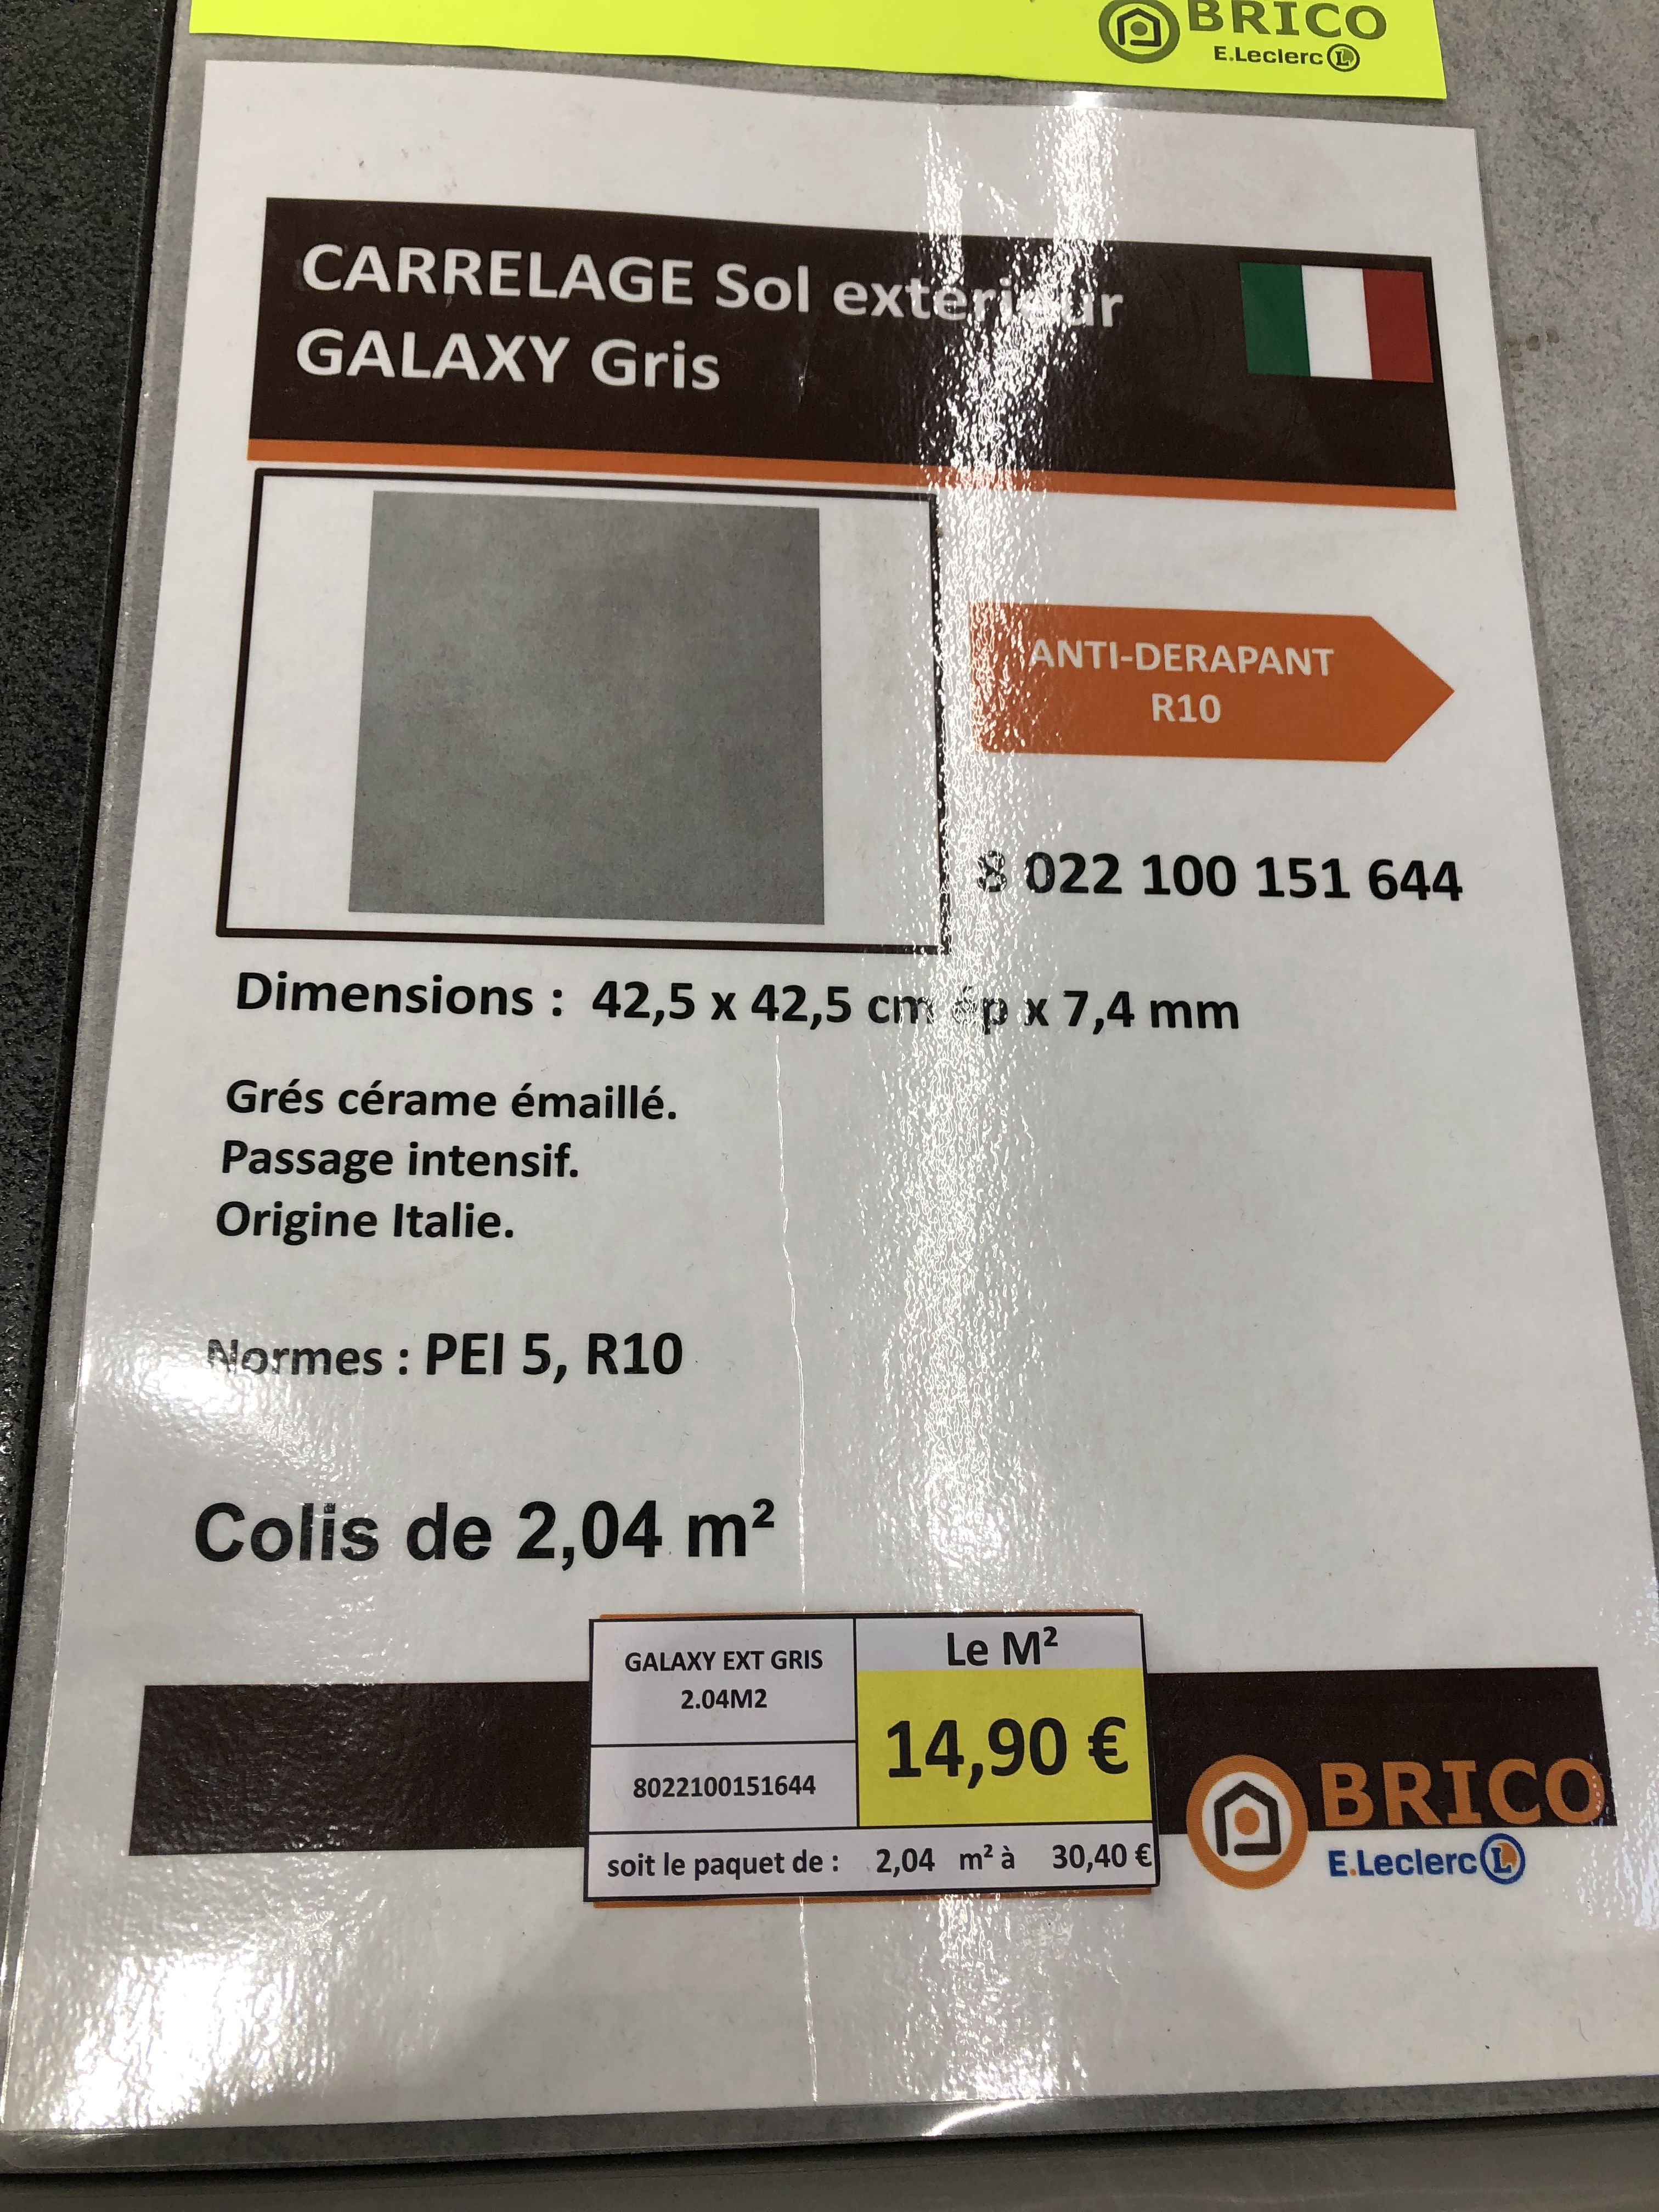 BRICO
E.Leclerc L
CARRELAGE Sol extérieur
GALAXY Gris
ANTI-DERAPANT
R10
8 022 100 151 644
Dimensions : 42,5 x 42,5 cm ép x 7,4 mm
Grés cérame émaillé.
Passage intensif.
Origine Italie.
Normes : PEI 5, R10
Colis de 2,04 m²
GALAXY EXT GRIS
2.04M2
8022100151644
Le M²
14,90 €
soit le paquet de : 2,04 m² à 30,40 €
BRICO
E.Leclerc L